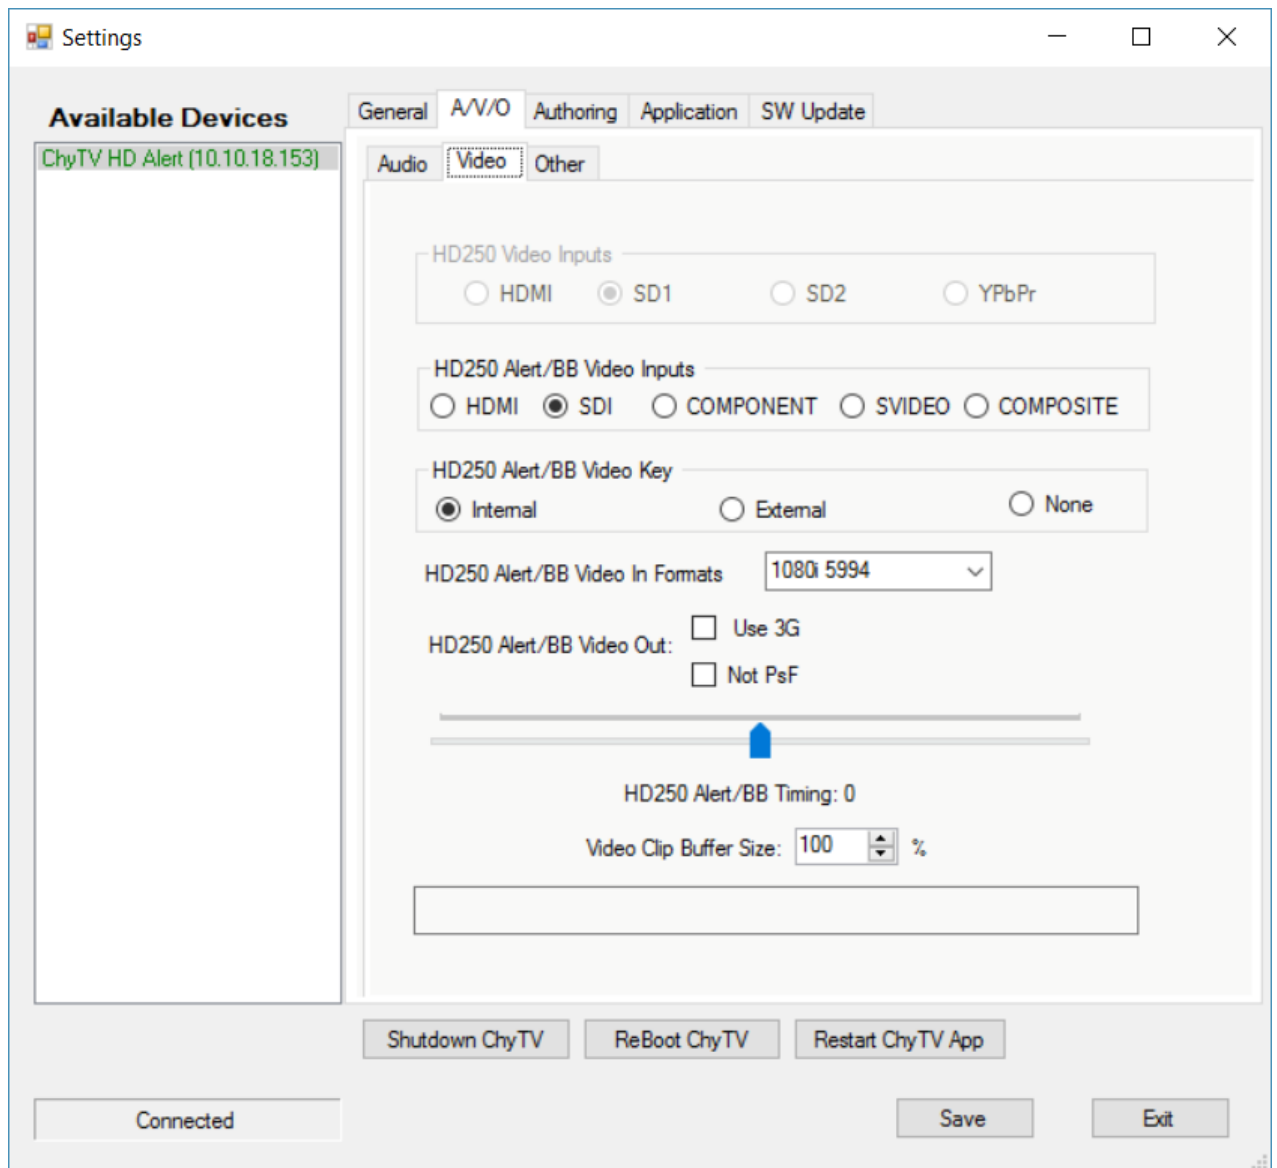 Settings
Available Devices
General A/V/O Authoring Application SW Update
ChyTV HD Alert (10.10.18.153)
Audio Video Other
HD250 Video Inputs
HDMI SD1 SD2 YPbPr
HD250 Alert/BB Video Inputs
HDMI SDI COMPONENT SVIDEO COMPOSITE
HD250 Alert/BB Video Key
Internal External None
HD250 Alert/BB Video In Formats 1080i 5994
HD250 Alert/BB Video Out: Use 3G
Not PsF
HD250 Alert/BB Timing: 0
Video Clip Buffer Size: 100 %
Shutdown ChyTV ReBoot ChyTV Restart ChyTV App
Connected Save Exit